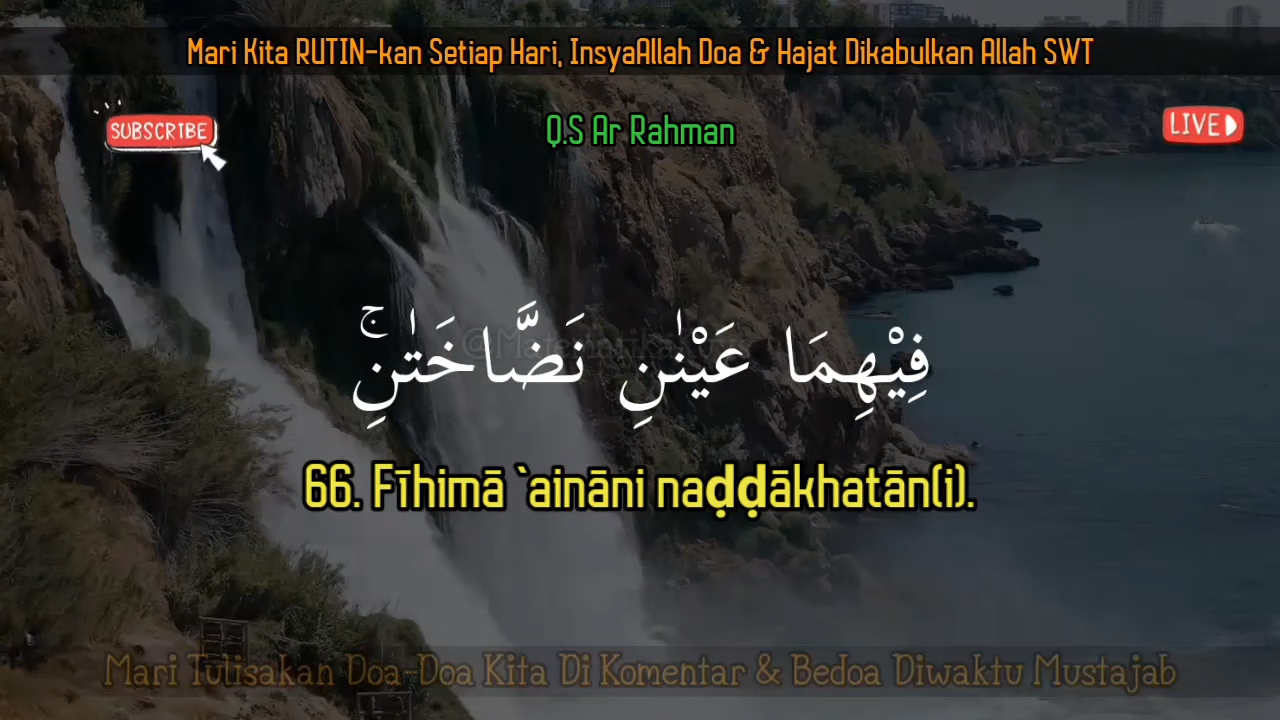 Mari Kita RUTIN-kan Setiap Hari, InsyaAllah Doa & Hajat Dikabulkan Allah SWT
SUBSCRIBE
Q.S Ar Rahman
LIVE
فِيْهِمَا عَيْنٰنِ نَضَّاخَتٰنِۚ
66. Fīhimā `aināni naḍḍākhatān(i).
Mari Tulisakan Doa-Doa Kita Di Komentar & Bedoa Diwaktu Mustajab